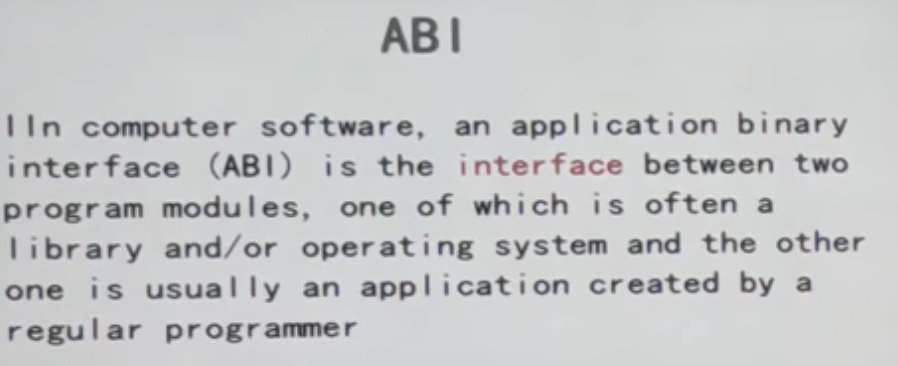 ABI
IIn computer software, an application binary
interface (ABI) is the interface between two
program modules, one of which is often a
library and/or operating system and the other
one is usually an application created by a
regular programmer